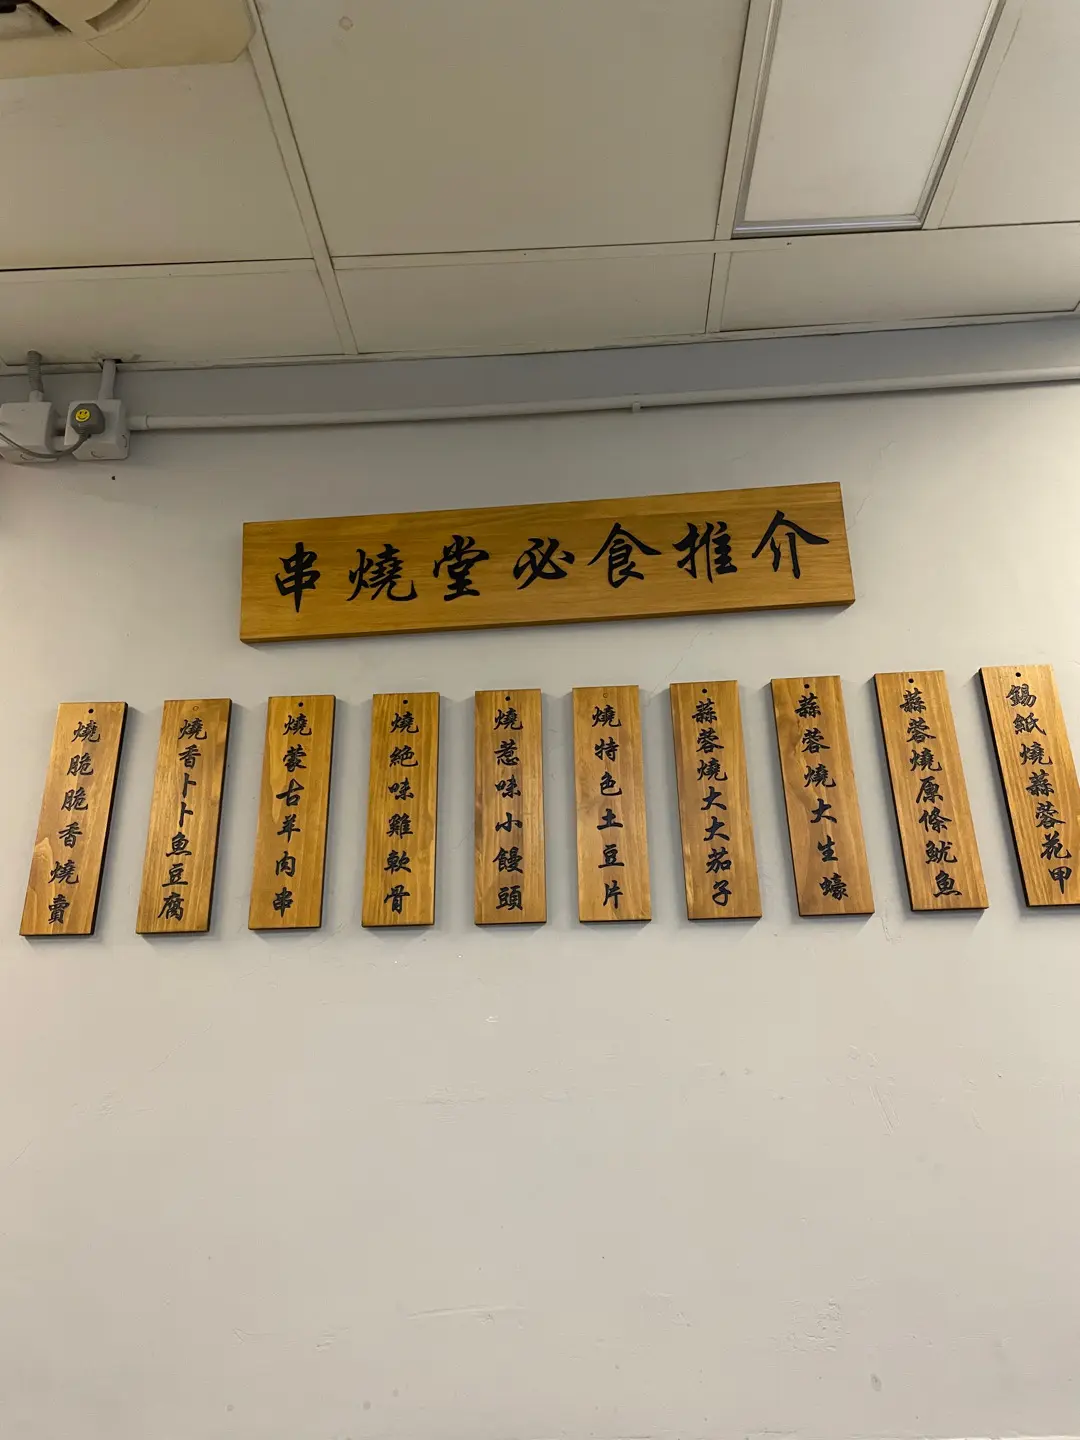 串燒堂必食推介
燒脆脆香燒賣
燒香卜卜魚豆腐
燒蒙古羊肉串
燒絕味雞軟骨
燒惹味小饅頭
燒特色土豆片
蒜蓉燒大大茄子
蒜蓉燒大生蠔
蒜蓉燒原條魷魚
錫紙燒蒜蓉花甲